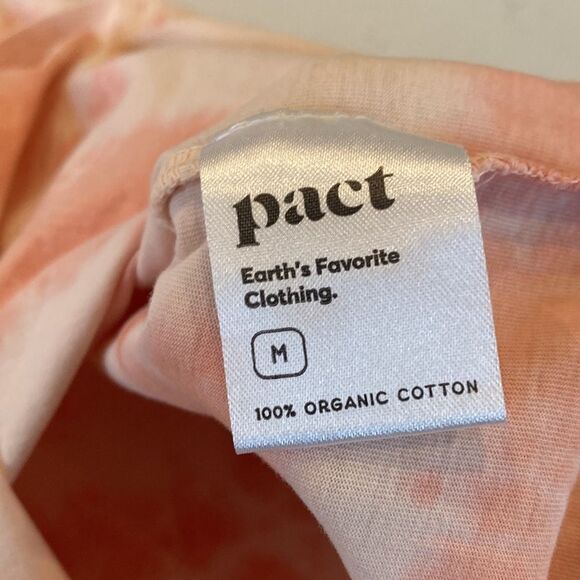 pact
Earth's Favorite
Clothing.
M
100% ORGANIC COTTON